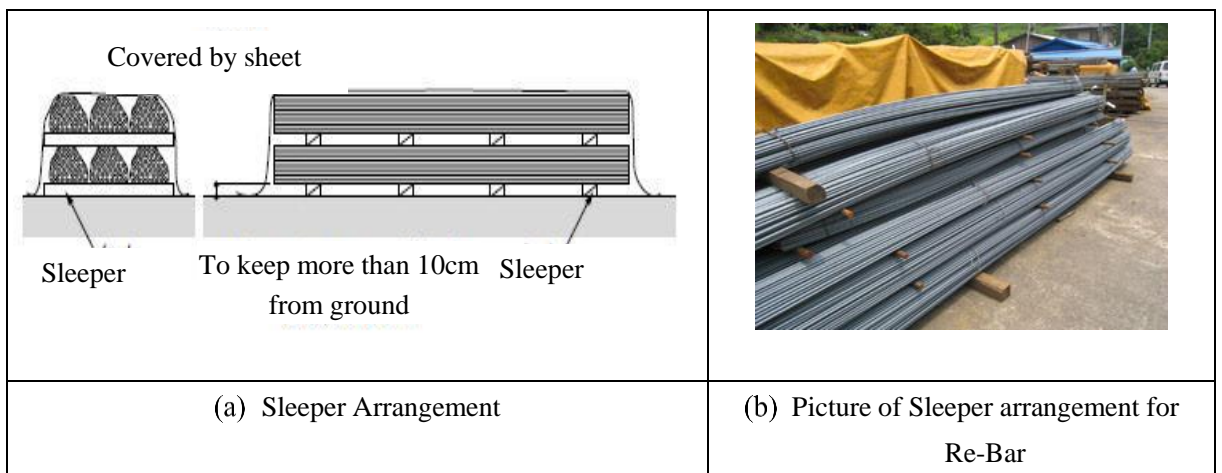 Covered by sheet
Sleeper
To keep more than 10cm
from ground
Sleeper
(a) Sleeper Arrangement
(b) Picture of Sleeper arrangement for
Re-Bar